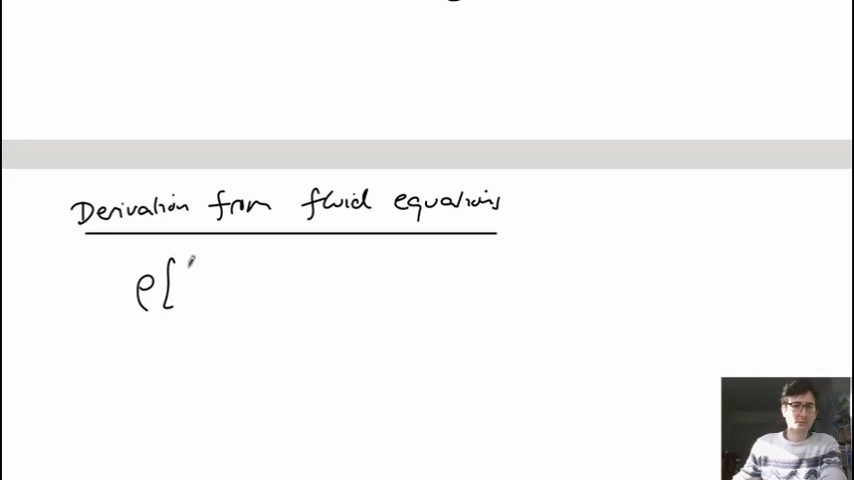 Derivation from fluid equations
ρ[